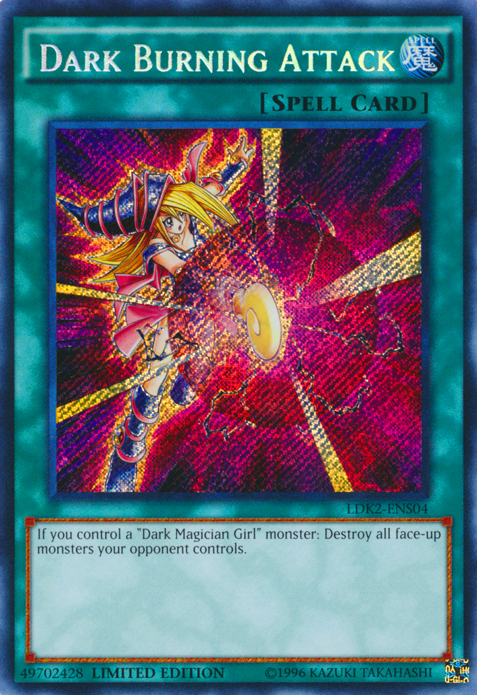 DARK BURNING ATTACK
SPELL
魔
[SPELL CARD]
LDK2-ENS04
If you control a "Dark Magician Girl" monster: Destroy all face-up
monsters your opponent controls.
49702428 LIMITED EDITION ©1996 KAZUKI TAKAHASHI